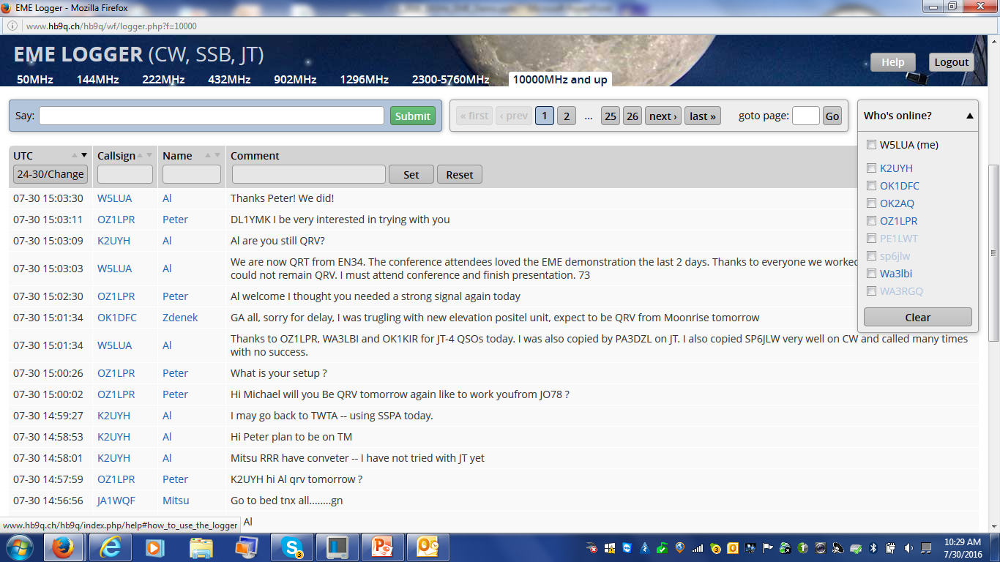 EME Logger - Mozilla Firefox
www.hb9q.ch/hb9q/wf/logger.php?f=10000
EME LOGGER (CW, SSB, JT)
Help Logout
50MHz 144MHz 222MHz 432MHz 902MHz 1296MHz 2300-5760MHz 10000MHz and up
Say: Submit « first ‹ prev 1 2 ... 25 26 next › last » goto page: Go
Who's online?
W5LUA (me)
K2UYH
OK1DFC
OK2AQ
OZ1LPR
PE1LWT
sp6jlw
Wa3lbi
WA3RGQ
Clear
UTC Callsign Name Comment
24-30/Change Set Reset
07-30 15:03:30 W5LUA Al Thanks Peter! We did!
07-30 15:03:11 OZ1LPR Peter DL1YMK I be very interested in trying with you
07-30 15:03:09 K2UYH Al Al are you still QRV?
07-30 15:03:03 W5LUA Al We are now QRT from EN34. The conference attendees loved the EME demonstration the last 2 days. Thanks to everyone we worked
could not remain QRV. I must attend conference and finish presentation. 73
07-30 15:02:30 OZ1LPR Peter Al welcome I thought you needed a strong signal again today
07-30 15:01:34 OK1DFC Zdenek GA all, sorry for delay, I was trugling with new elevation positel unit, expect to be QRV from Moonrise tomorrow
07-30 15:01:34 W5LUA Al Thanks to OZ1LPR, WA3LBI and OK1KIR for JT-4 QSOs today. I was also copied by PA3DZL on JT. I also copied SP6JLW very well on CW and called many times
with no success.
07-30 15:00:26 OZ1LPR Peter What is your setup ?
07-30 15:00:02 OZ1LPR Peter Hi Michael will you Be QRV tomorrow again like to work youfrom JO78 ?
07-30 14:59:27 K2UYH Al I may go back to TWTA -- using SSPA today.
07-30 14:58:53 K2UYH Al Hi Peter plan to be on TM
07-30 14:58:01 K2UYH Al Mitsu RRR have conveter -- I have not tried with JT yet
07-30 14:57:59 OZ1LPR Peter K2UYH hi Al qrv tomorrow ?
07-30 14:56:56 JA1WQF Mitsu Go to bed tnx all........gn
www.hb9q.ch/hb9q/index.php/help#how_to_use_the_logger Al
10:29 AM
7/30/2016